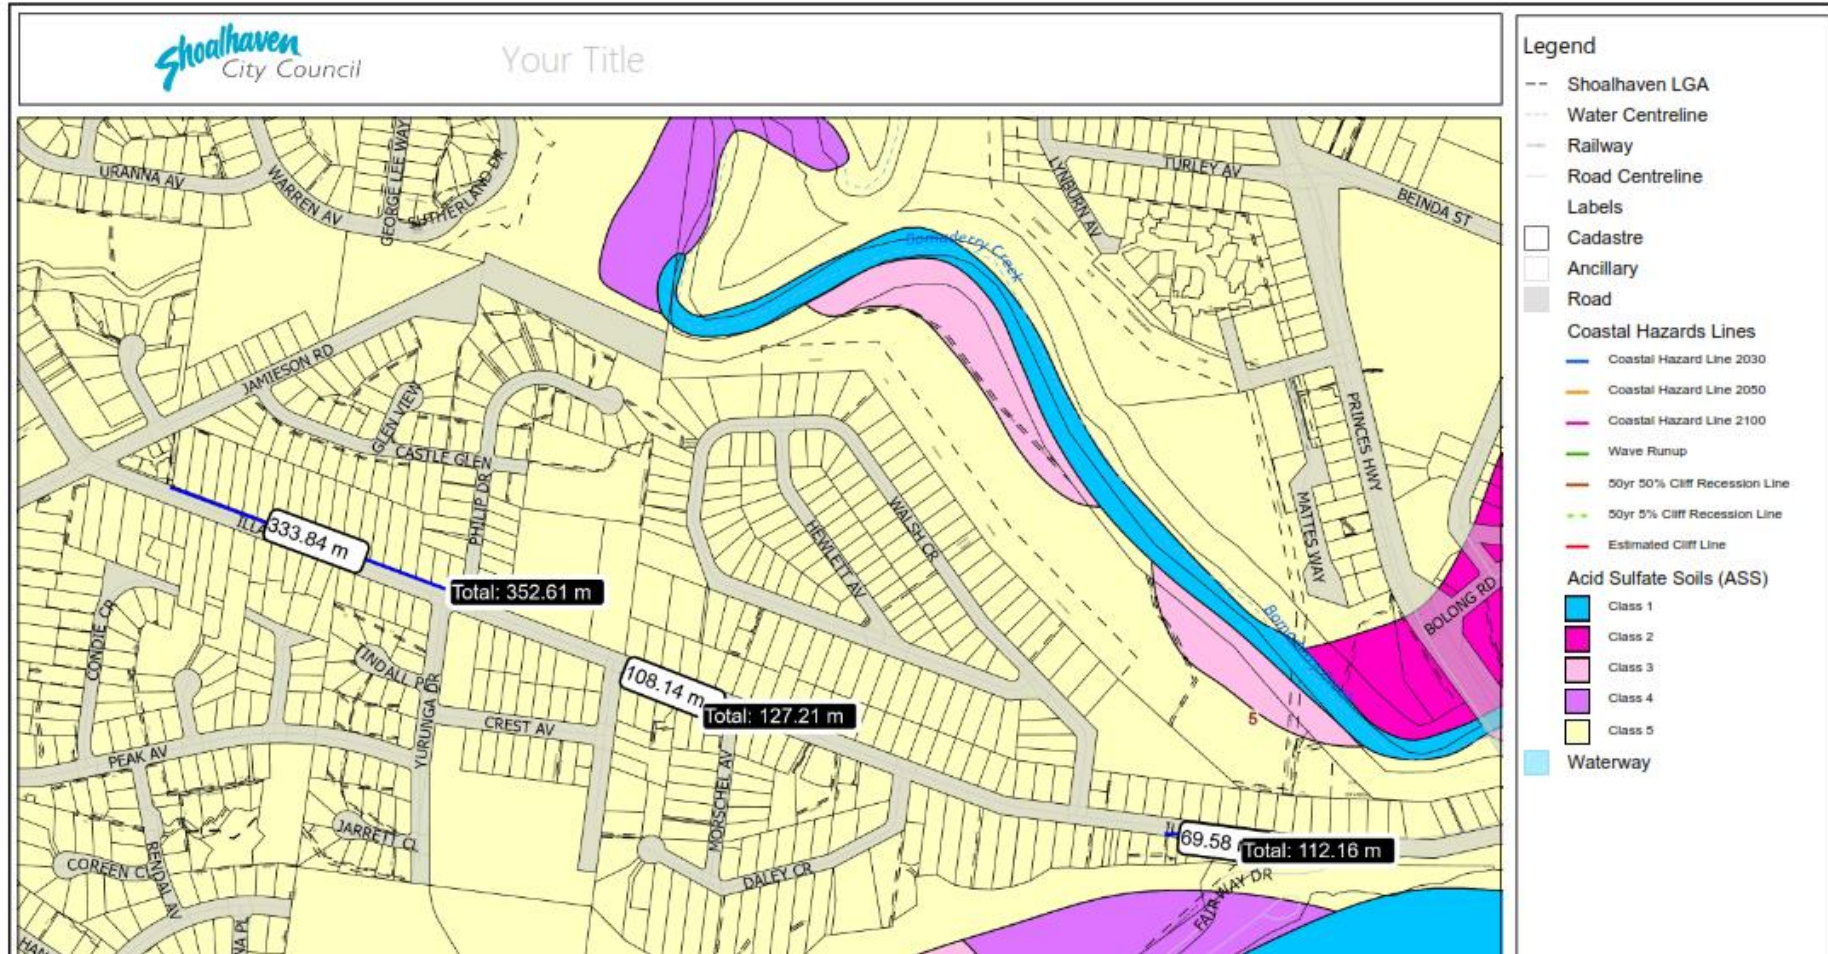 Shoalhaven
City Council
Your Title
URANNA AV
WARREN AV
GEORGE LEE WAY
SUTHERLAND DR
LYNBURN AV
TURLEY AV
BEINDA ST
Bomaderry Creek
JAMIESON RD
GLEN VIEW
CASTLE GLEN
PHILIP DR
HEWLETT AV
WALSH CR
PRINCES HWY
MATTES WAY
BOLONG RD
333.84 m
Total: 352.61 m
CONDIE CR
TINDALL
YURUNGA DR
108.14 m
Total: 127.21 m
CREST AV
PEAK AV
MORSCHEL AV
5
JARRETT CL
COREEN
RENDAL AV
DALEY CR
69.58
Total: 112.16 m
FAIRWAY DR
Legend
Shoalhaven LGA
Water Centreline
Railway
Road Centreline
Labels
Cadastre
Ancillary
Road
Coastal Hazards Lines
Coastal Hazard Line 2030
Coastal Hazard Line 2050
Coastal Hazard Line 2100
Wave Runup
50yr 50% Cliff Recession Line
50yr 5% Cliff Recession Line
Estimated Cliff Line
Acid Sulfate Soils (ASS)
Class 1
Class 2
Class 3
Class 4
Class 5
Waterway